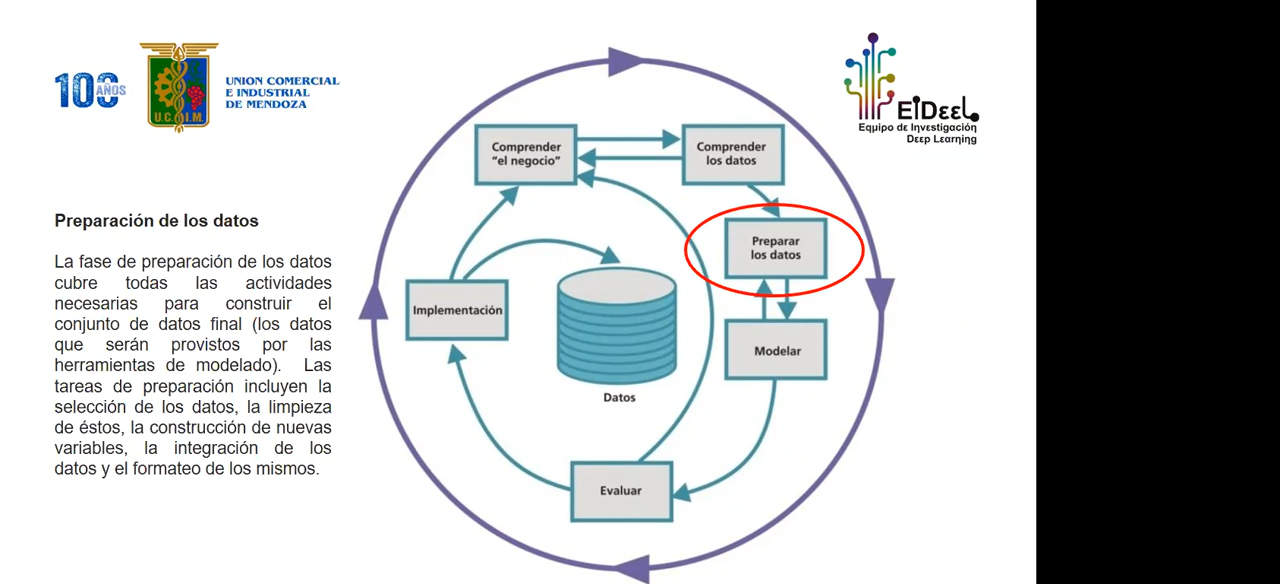 100 AÑOS
U.C.I.M.
UNION COMERCIAL
E INDUSTRIAL
DE MENDOZA
EIDeeL
Equipo de Investigación
Deep Learning
Preparación de los datos
La fase de preparación de los datos
cubre todas las actividades
necesarias para construir el
conjunto de datos final (los datos
que serán provistos por las
herramientas de modelado). Las
tareas de preparación incluyen la
selección de los datos, la limpieza
de éstos, la construcción de nuevas
variables, la integración de los
datos y el formateo de los mismos.
Comprender
“el negocio”
Comprender
los datos
Preparar
los datos
Implementación
Modelar
Datos
Evaluar